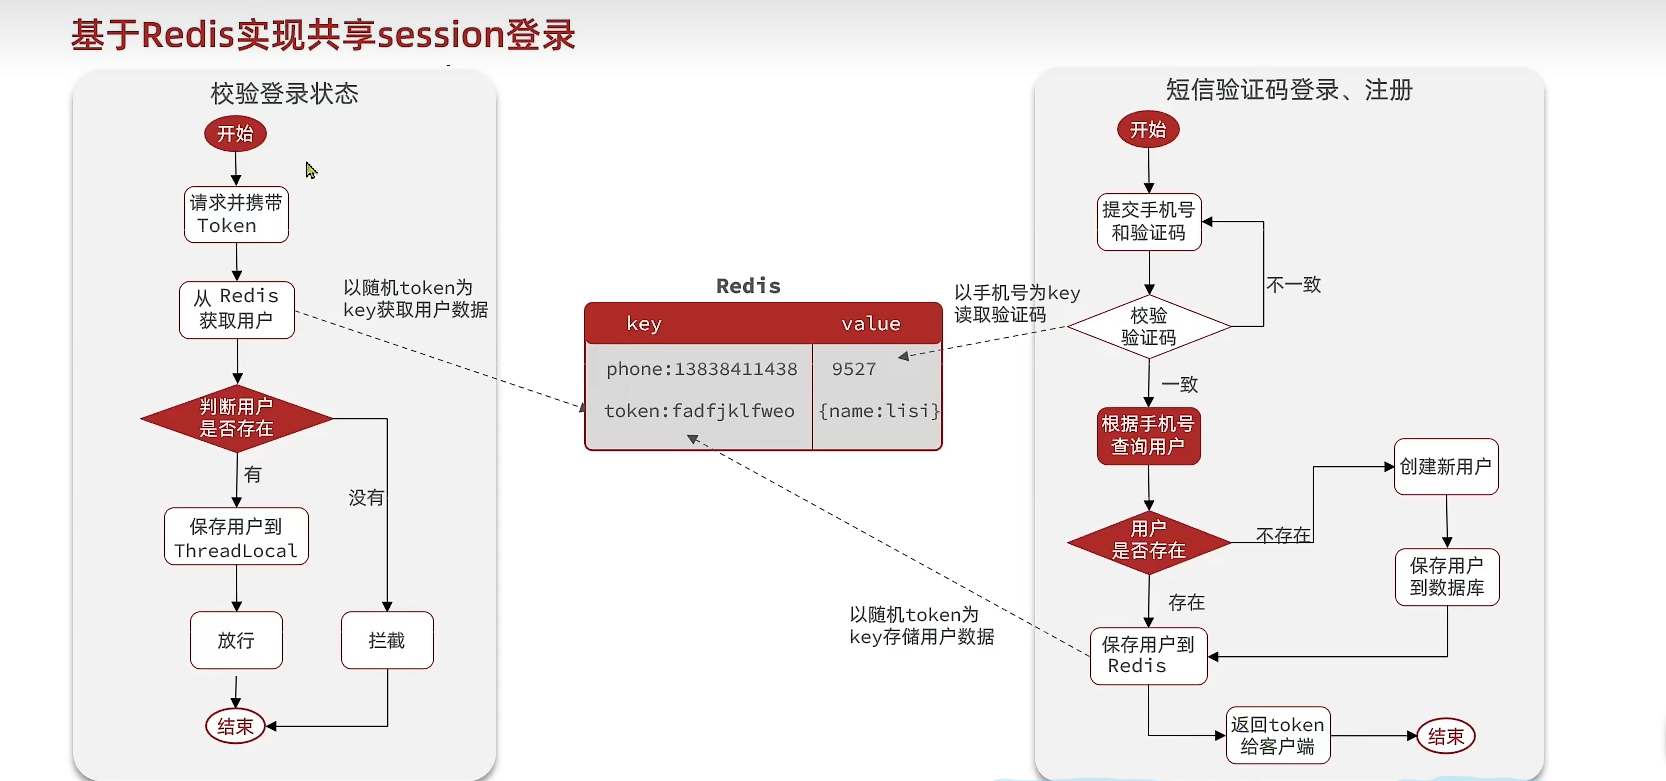 基于Redis实现共享session登录
校验登录状态
开始
请求并携带
Token
从 Redis
获取用户
以随机token为
key获取用户数据
判断用户
是否存在
有
没有
保存用户到
ThreadLocal
放行
拦截
结束
Redis
key value
phone:13838411438 9527
token:fadfjklfweo {name:lisi}
以手机号为key
读取验证码
以随机token为
key存储用户数据
短信验证码登录、注册
开始
提交手机号
和验证码
不一致
校验
验证码
一致
根据手机号
查询用户
用户
是否存在
不存在
创建新用户
保存用户
到数据库
存在
保存用户到
Redis
返回token
给客户端
结束